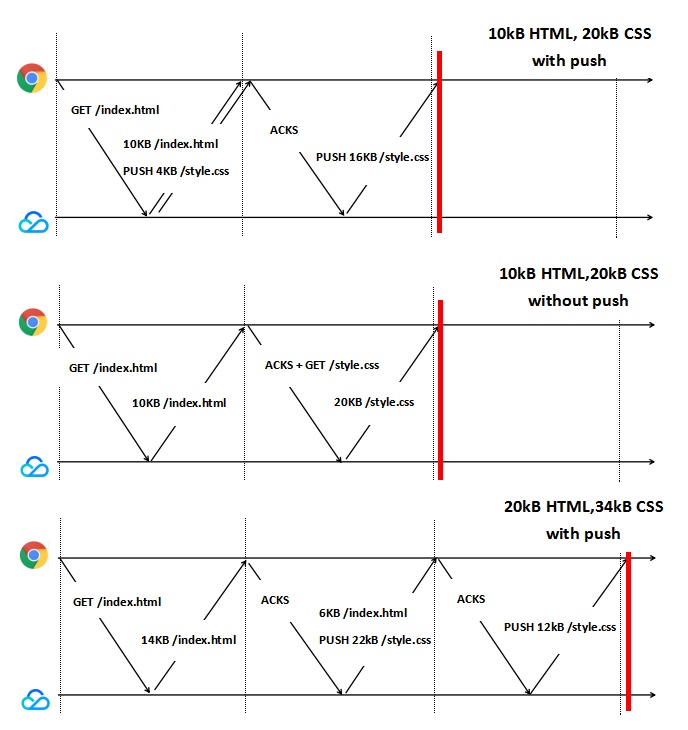 10kB HTML, 20kB CSS
with push
GET /index.html
10KB /index.html
PUSH 4KB /style.css
ACKS
PUSH 16KB /style.css
10kB HTML,20kB CSS
without push
GET /index.html
10KB /index.html
ACKS + GET /style.css
20KB /style.css
20kB HTML,34kB CSS
with push
GET /index.html
14KB /index.html
ACKS
6KB /index.html
PUSH 22kB /style.css
ACKS
PUSH 12kB /style.css